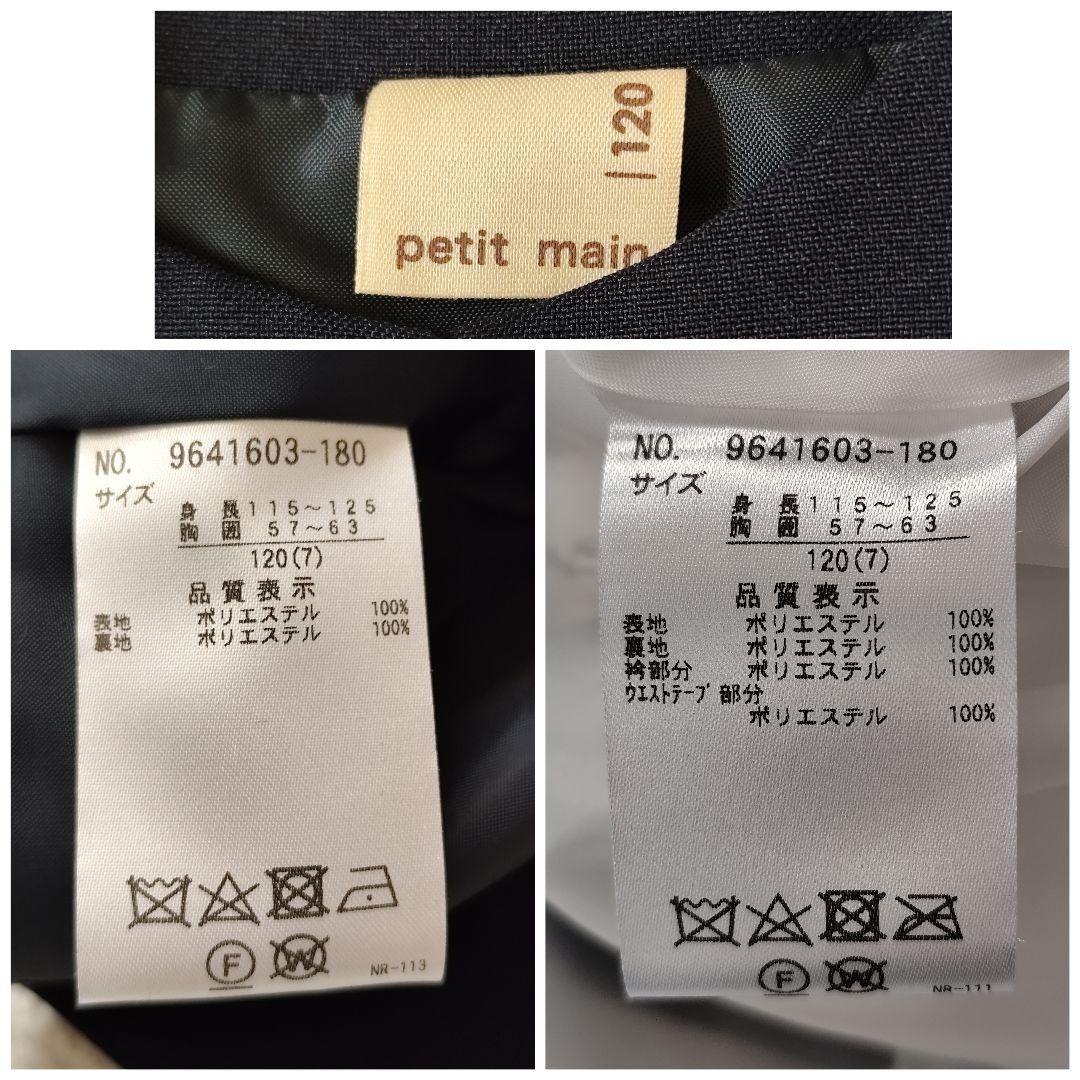 120
petit main
NO. 9641603-180
サイズ
身長 115〜125
胸囲 57〜63
120(7)
品質表示
表地 ポリエステル 100%
裏地 ポリエステル 100%
F
W
NR-113
NO. 9641603-180
サイズ
身長 115〜125
胸囲 57〜63
120(7)
品質表示
表地 ポリエステル 100%
裏地 ポリエステル 100%
衿部分 ポリエステル 100%
ウエストテープ部分
ポリエステル 100%
F
W
NR-111